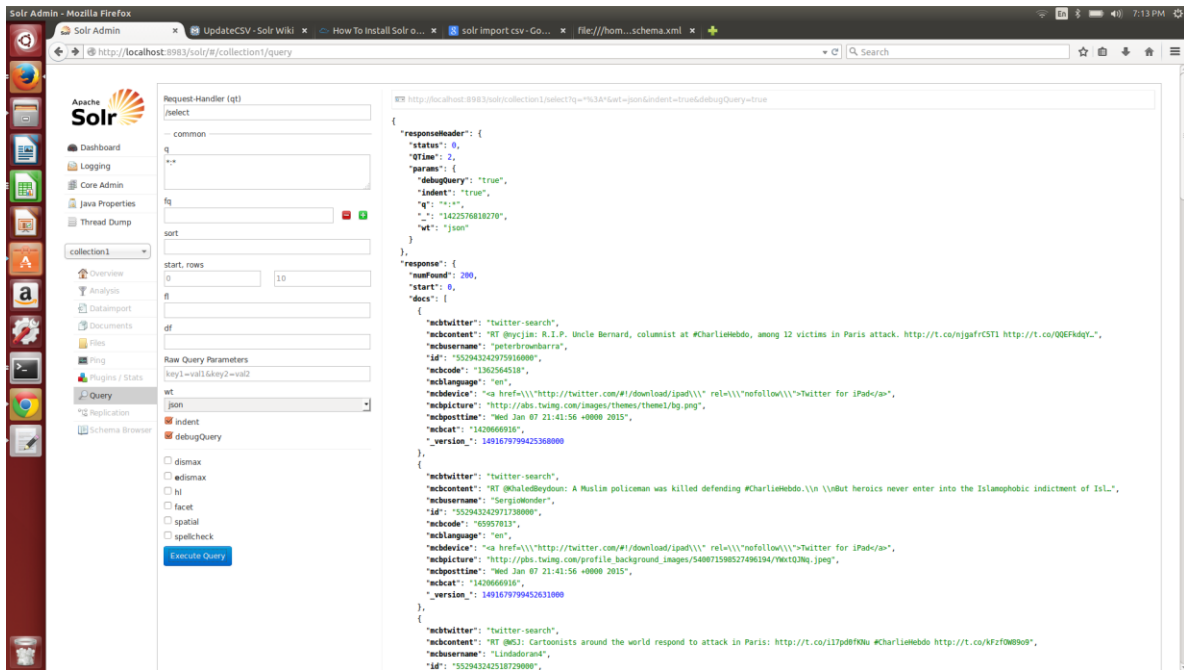 Solr Admin - Mozilla Firefox
En
7:13 PM
Solr Admin
UpdateCSV - Solr Wiki
How To Install Solr o...
solr import csv - Go...
file:///hom...schema.xml
http://localhost:8983/solr/#/collection1/query
Search
Apache
Solr
Dashboard
Logging
Core Admin
Java Properties
Thread Dump
collection1
Overview
Analysis
Dataimport
Documents
Files
Ping
Plugins / Stats
Query
Replication
Schema Browser
Request-Handler (qt)
/select
common
q
*:*
fq
sort
start, rows
0
10
fl
df
Raw Query Parameters
key1=val1&key2=val2
wt
json
indent
debugQuery
dismax
edismax
hl
facet
spatial
spellcheck
Execute Query
http://localhost:8983/solr/collection1/select?q=*%3A*&wt=json&indent=true&debugQuery=true
{
"responseHeader": {
"status": 0,
"QTime": 2,
"params": {
"debugQuery": "true",
"indent": "true",
"q": "*:*",
"_": "1422576810270",
"wt": "json"
}
},
"response": {
"numFound": 200,
"start": 0,
"docs": [
{
"mcbtwitter": "twitter-search",
"mcbcontent": "RT @nycjim: R.I.P. Uncle Bernard, columnist at #CharlieHebdo, among 12 victims in Paris attack. http://t.co/njgafrC5T1 http://t.co/QQEFkdqY…",
"mcbusername": "peterbrownbarra",
"id": "552943242975916000",
"mcbcode": "1362564518",
"mcblanguage": "en",
"mcbdevice": "<a href=\\\"http://twitter.com/#!/download/ipad\\\" rel=\\\"nofollow\\\">Twitter for iPad</a>",
"mcbpicture": "http://abs.twimg.com/images/themes/theme1/bg.png",
"mcbposttime": "Wed Jan 07 21:41:56 +0000 2015",
"mcbcat": "1420666916",
"_version_": 1491679799425368000
},
{
"mcbtwitter": "twitter-search",
"mcbcontent": "RT @KhaledBeydoun: A Muslim policeman was killed defending #CharlieHebdo.\\n \\nBut heroics never enter into the Islamophobic indictment of Isl…",
"mcbusername": "SergioWonder",
"id": "552943242971738000",
"mcbcode": "65957013",
"mcblanguage": "en",
"mcbdevice": "<a href=\\\"http://twitter.com/#!/download/ipad\\\" rel=\\\"nofollow\\\">Twitter for iPad</a>",
"mcbpicture": "http://pbs.twimg.com/profile_background_images/540071598527496194/YWxtQJNq.jpeg",
"mcbposttime": "Wed Jan 07 21:41:56 +0000 2015",
"mcbcat": "1420666916",
"_version_": 1491679799452631000
},
{
"mcbtwitter": "twitter-search",
"mcbcontent": "RT @WSJ: Cartoonists around the world respond to attack in Paris: http://t.co/i17pd0fKNu #CharlieHebdo http://t.co/kFzfOW89o9",
"mcbusername": "Lindadoran4",
"id": "552943242518729000",